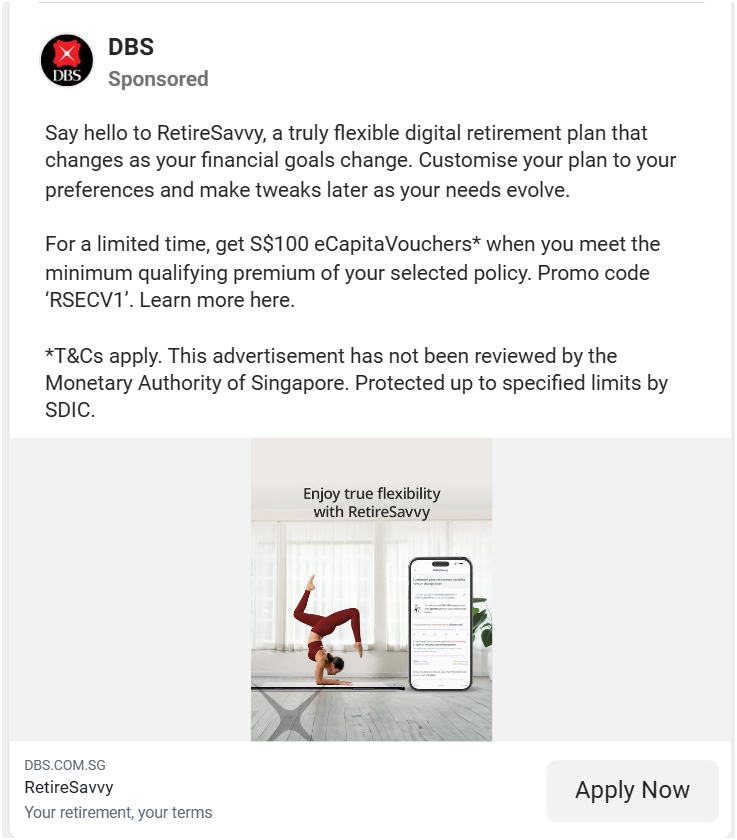 DBS
DBS
Sponsored
Say hello to RetireSavvy, a truly flexible digital retirement plan that
changes as your financial goals change. Customise your plan to your
preferences and make tweaks later as your needs evolve.
For a limited time, get S$100 eCapitaVouchers* when you meet the
minimum qualifying premium of your selected policy. Promo code
‘RSECV1’. Learn more here.
*T&Cs apply. This advertisement has not been reviewed by the
Monetary Authority of Singapore. Protected up to specified limits by
SDIC.
Enjoy true flexibility
with RetireSavvy
DBS.COM.SG
RetireSavvy
Your retirement, your terms
Apply Now